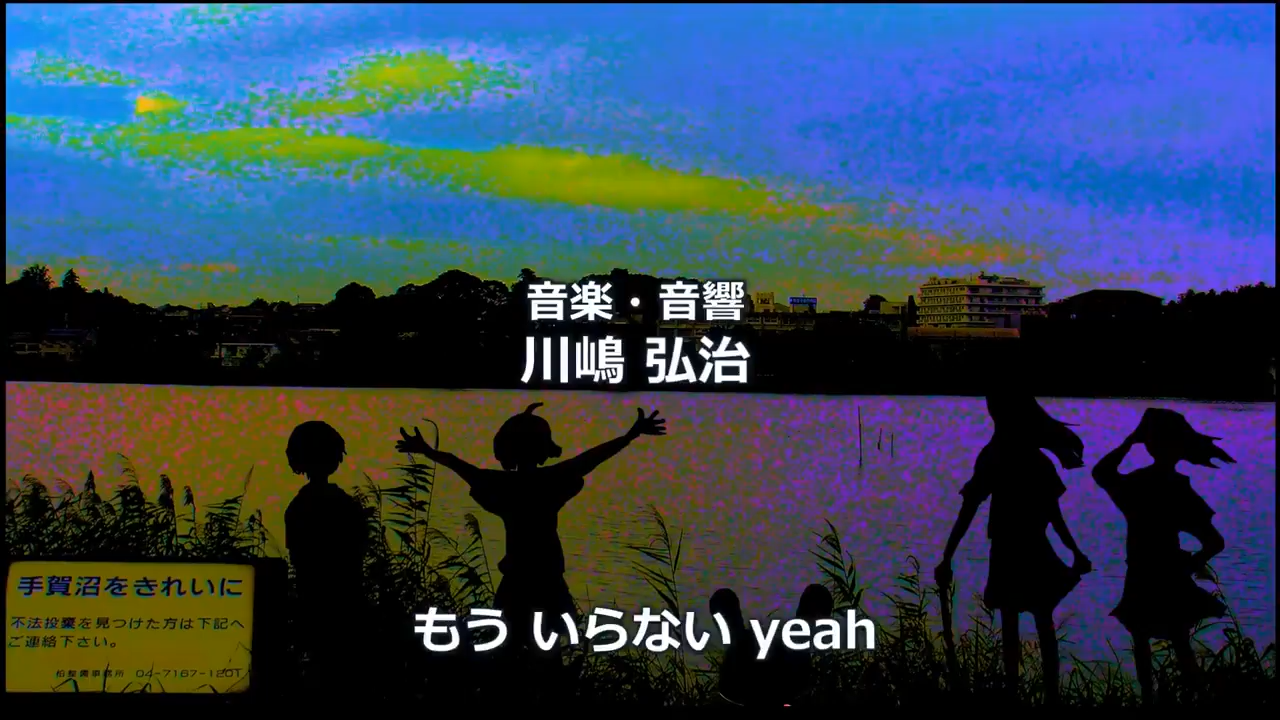 音楽・音響
川嶋 弘治
手賀沼をきれいに
不法投棄を見つけた方は下記へ
ご連絡下さい。
もう いらない yeah